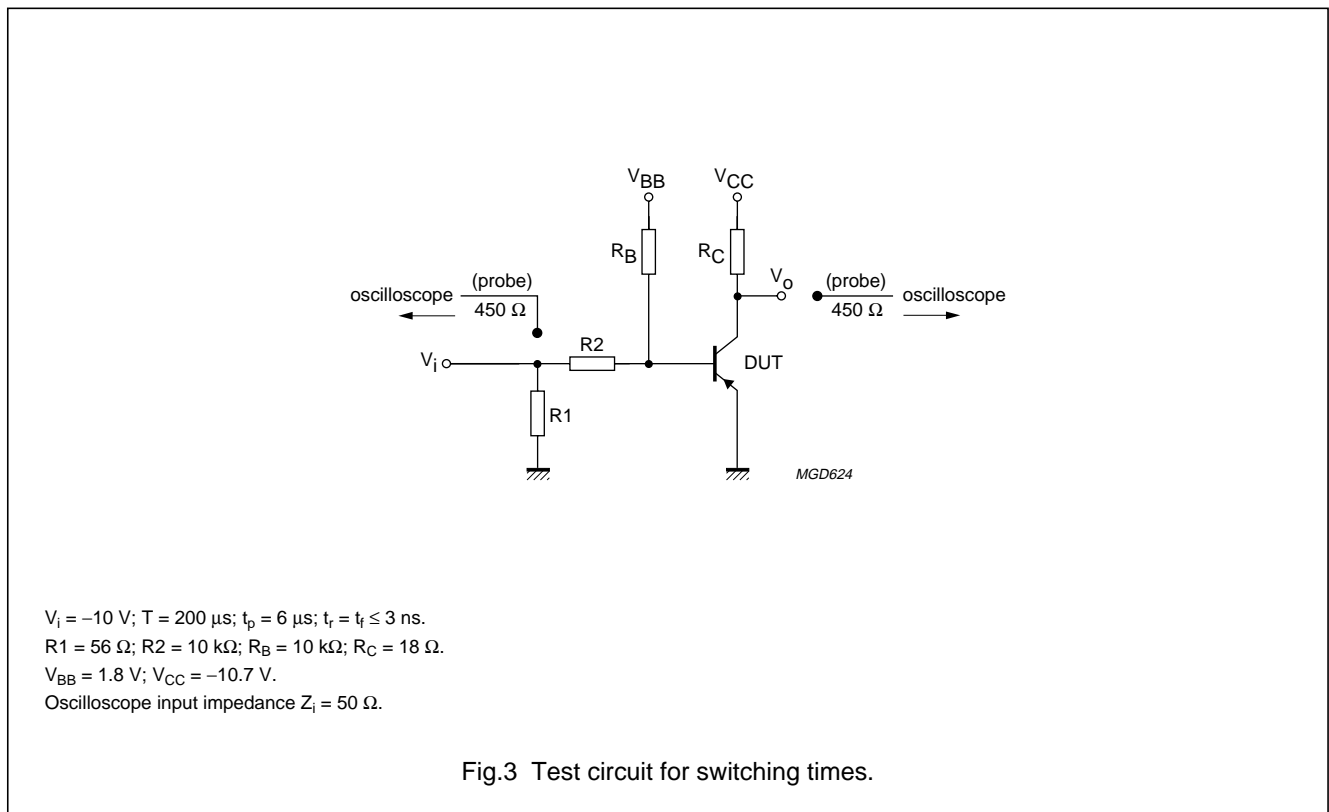 V_BB
V_CC
R_B
R_C
V_o
(probe)
oscilloscope
450 Ω
(probe)
oscilloscope
450 Ω
R2
V_i
DUT
R1
MGD624
V_i = −10 V; T = 200 μs; t_p = 6 μs; t_r = t_f ≤ 3 ns.
R1 = 56 Ω; R2 = 10 kΩ; R_B = 10 kΩ; R_C = 18 Ω.
V_BB = 1.8 V; V_CC = −10.7 V.
Oscilloscope input impedance Z_i = 50 Ω.
Fig.3 Test circuit for switching times.